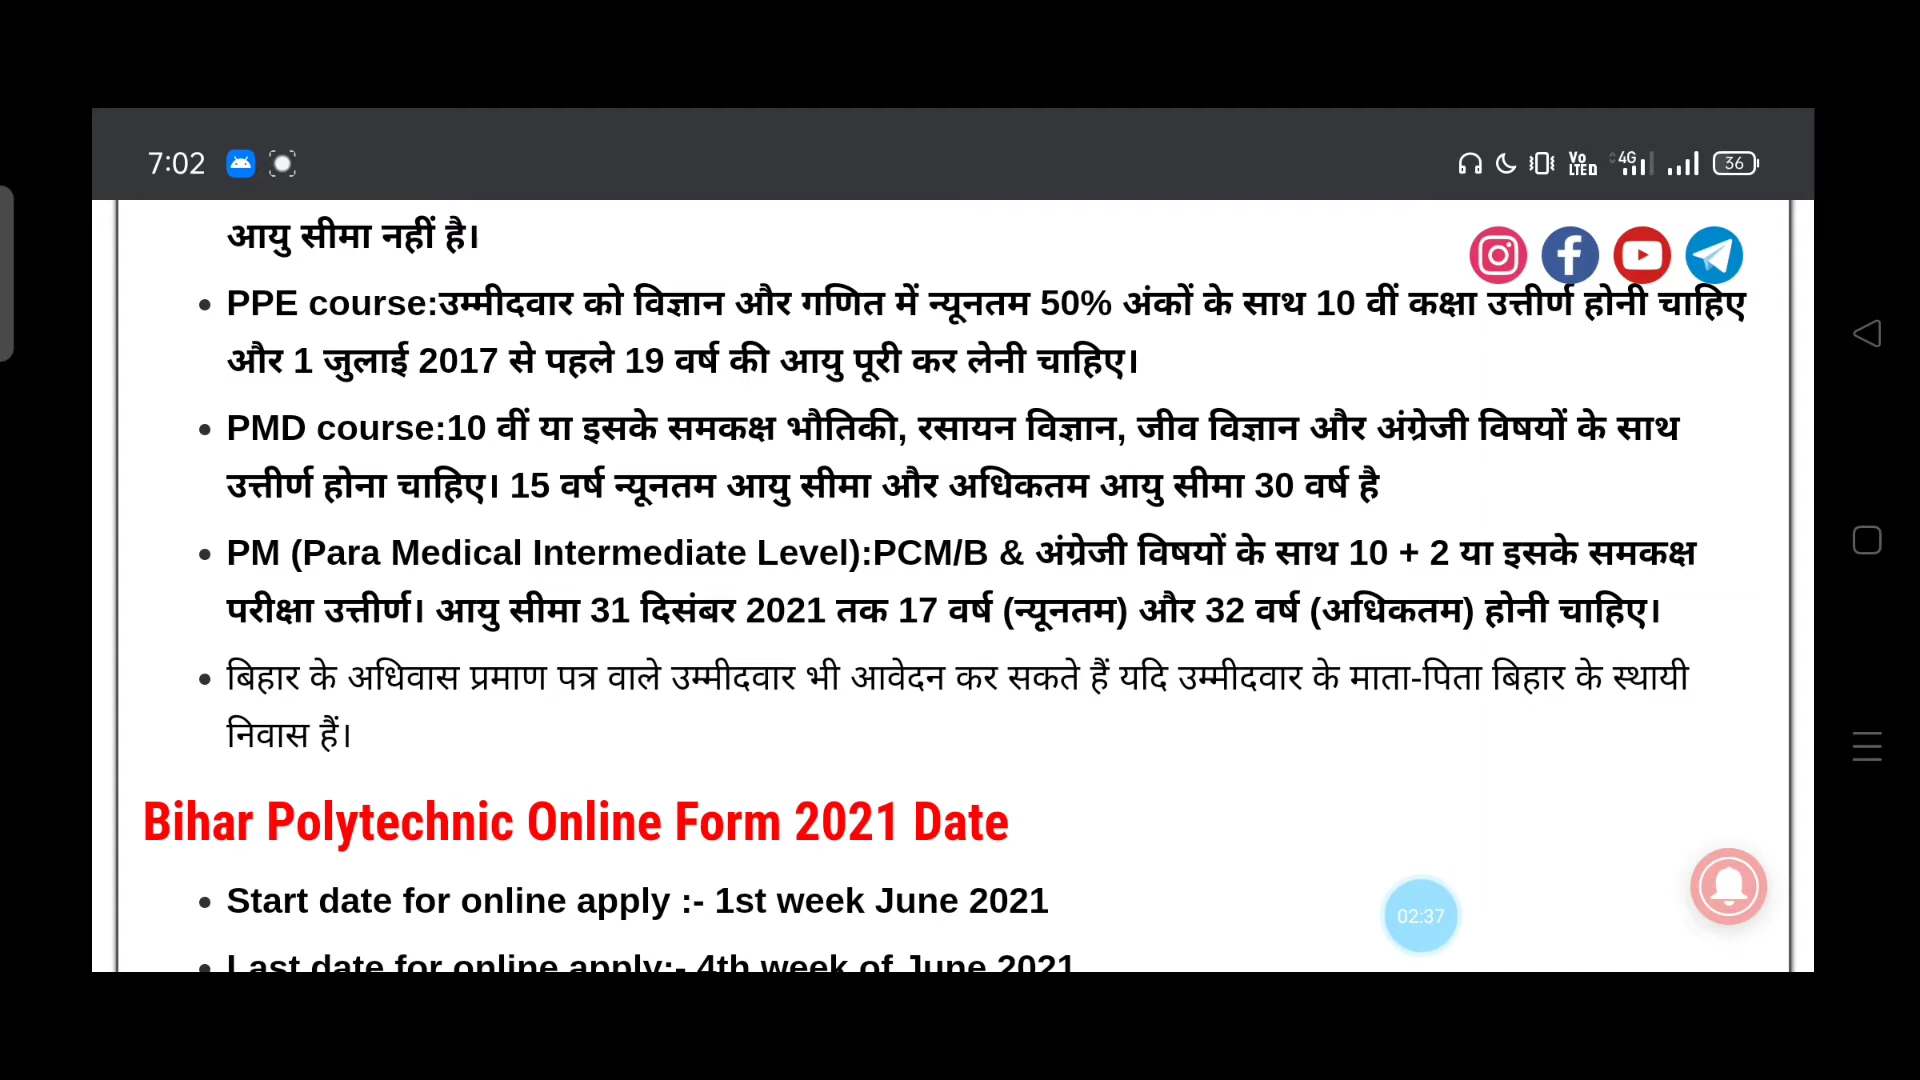 7:02
Vo LTE 4G 36
आयु सीमा नहीं है।
PPE course:उम्मीदवार को विज्ञान और गणित में न्यूनतम 50% अंकों के साथ 10 वीं कक्षा उत्तीर्ण होनी चाहिए
और 1 जुलाई 2017 से पहले 19 वर्ष की आयु पूरी कर लेनी चाहिए।
PMD course:10 वीं या इसके समकक्ष भौतिकी, रसायन विज्ञान, जीव विज्ञान और अंग्रेजी विषयों के साथ
उत्तीर्ण होना चाहिए। 15 वर्ष न्यूनतम आयु सीमा और अधिकतम आयु सीमा 30 वर्ष है
PM (Para Medical Intermediate Level):PCM/B & अंग्रेजी विषयों के साथ 10 + 2 या इसके समकक्ष
परीक्षा उत्तीर्ण। आयु सीमा 31 दिसंबर 2021 तक 17 वर्ष (न्यूनतम) और 32 वर्ष (अधिकतम) होनी चाहिए।
बिहार के अधिवास प्रमाण पत्र वाले उम्मीदवार भी आवेदन कर सकते हैं यदि उम्मीदवार के माता-पिता बिहार के स्थायी
निवास हैं।
Bihar Polytechnic Online Form 2021 Date
Start date for online apply :- 1st week June 2021
02:37
Last date for online apply:- 4th week of June 2021